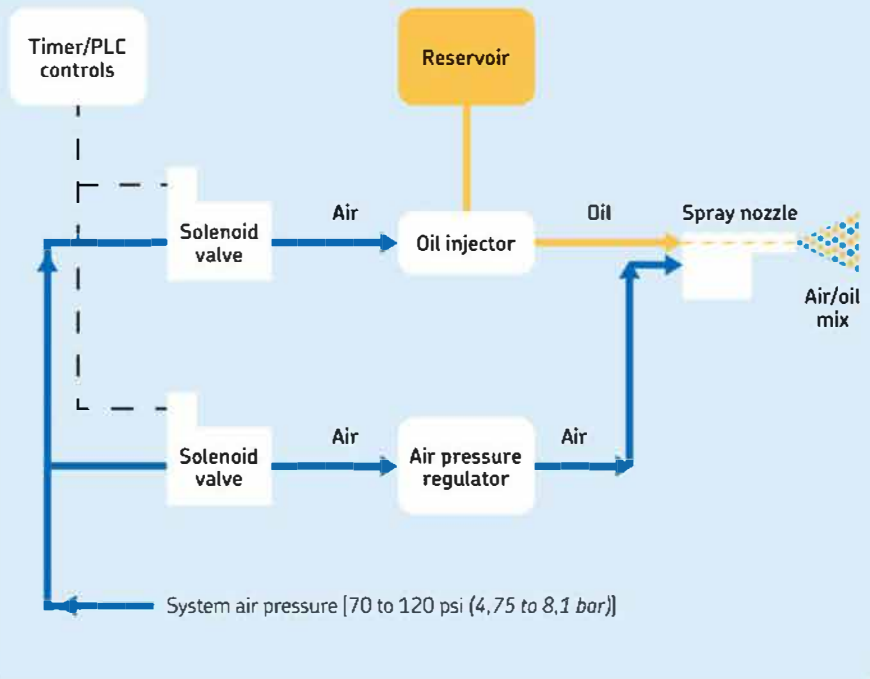 Timer/PLC
controls
Reservoir
Solenoid
valve
Air
Oil injector
Oil
Spray nozzle
Air/oil
mix
Solenoid
valve
Air
Air pressure
regulator
Air
System air pressure [70 to 120 psi (4,75 to 8,1 bar)]